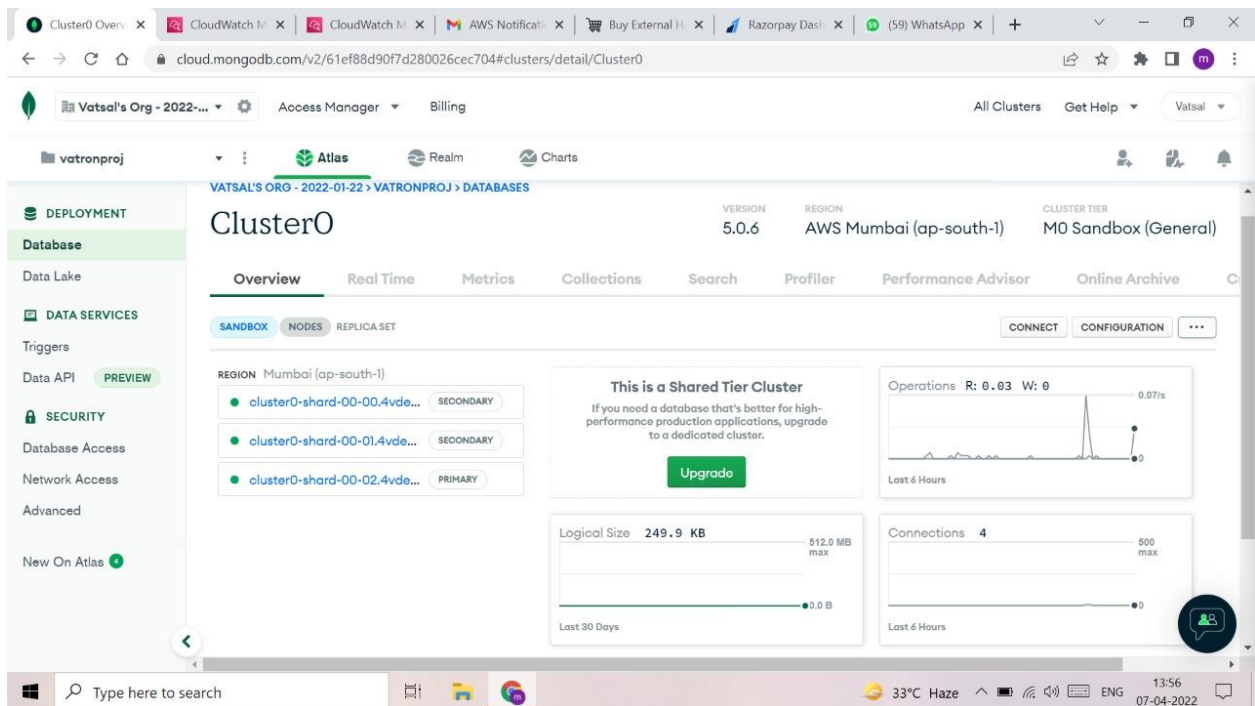 Cluster0 Overv
CloudWatch M
CloudWatch M
AWS Notificati
Buy External H
Razorpay Dash
(59) WhatsApp
cloud.mongodb.com/v2/61ef88d90f7d280026cec704#clusters/detail/Cluster0
m
Vatsal's Org - 2022-...
Access Manager
Billing
All Clusters
Get Help
Vatsal
vatronproj
Atlas
Realm
Charts
DEPLOYMENT
Database
Data Lake
DATA SERVICES
Triggers
Data API PREVIEW
SECURITY
Database Access
Network Access
Advanced
New On Atlas 4
VATSAL'S ORG - 2022-01-22 > VATRONPROJ > DATABASES
Cluster0
VERSION
5.0.6
REGION
AWS Mumbai (ap-south-1)
CLUSTER TIER
M0 Sandbox (General)
Overview
Real Time
Metrics
Collections
Search
Profiler
Performance Advisor
Online Archive
C
SANDBOX
NODES
REPLICA SET
CONNECT
CONFIGURATION
...
REGION Mumbai (ap-south-1)
cluster0-shard-00-00.4vde... SECONDARY
cluster0-shard-00-01.4vde... SECONDARY
cluster0-shard-00-02.4vde... PRIMARY
This is a Shared Tier Cluster
If you need a database that's better for high-
performance production applications, upgrade
to a dedicated cluster.
Upgrade
Operations R: 0.03 W: 0
0.07/s
0
Last 6 Hours
Logical Size 249.9 KB
512.0 MB
max
0.0 B
Last 30 Days
Connections 4
500
max
0
Last 6 Hours
Type here to search
m
33°C Haze
ENG
13:56
07-04-2022